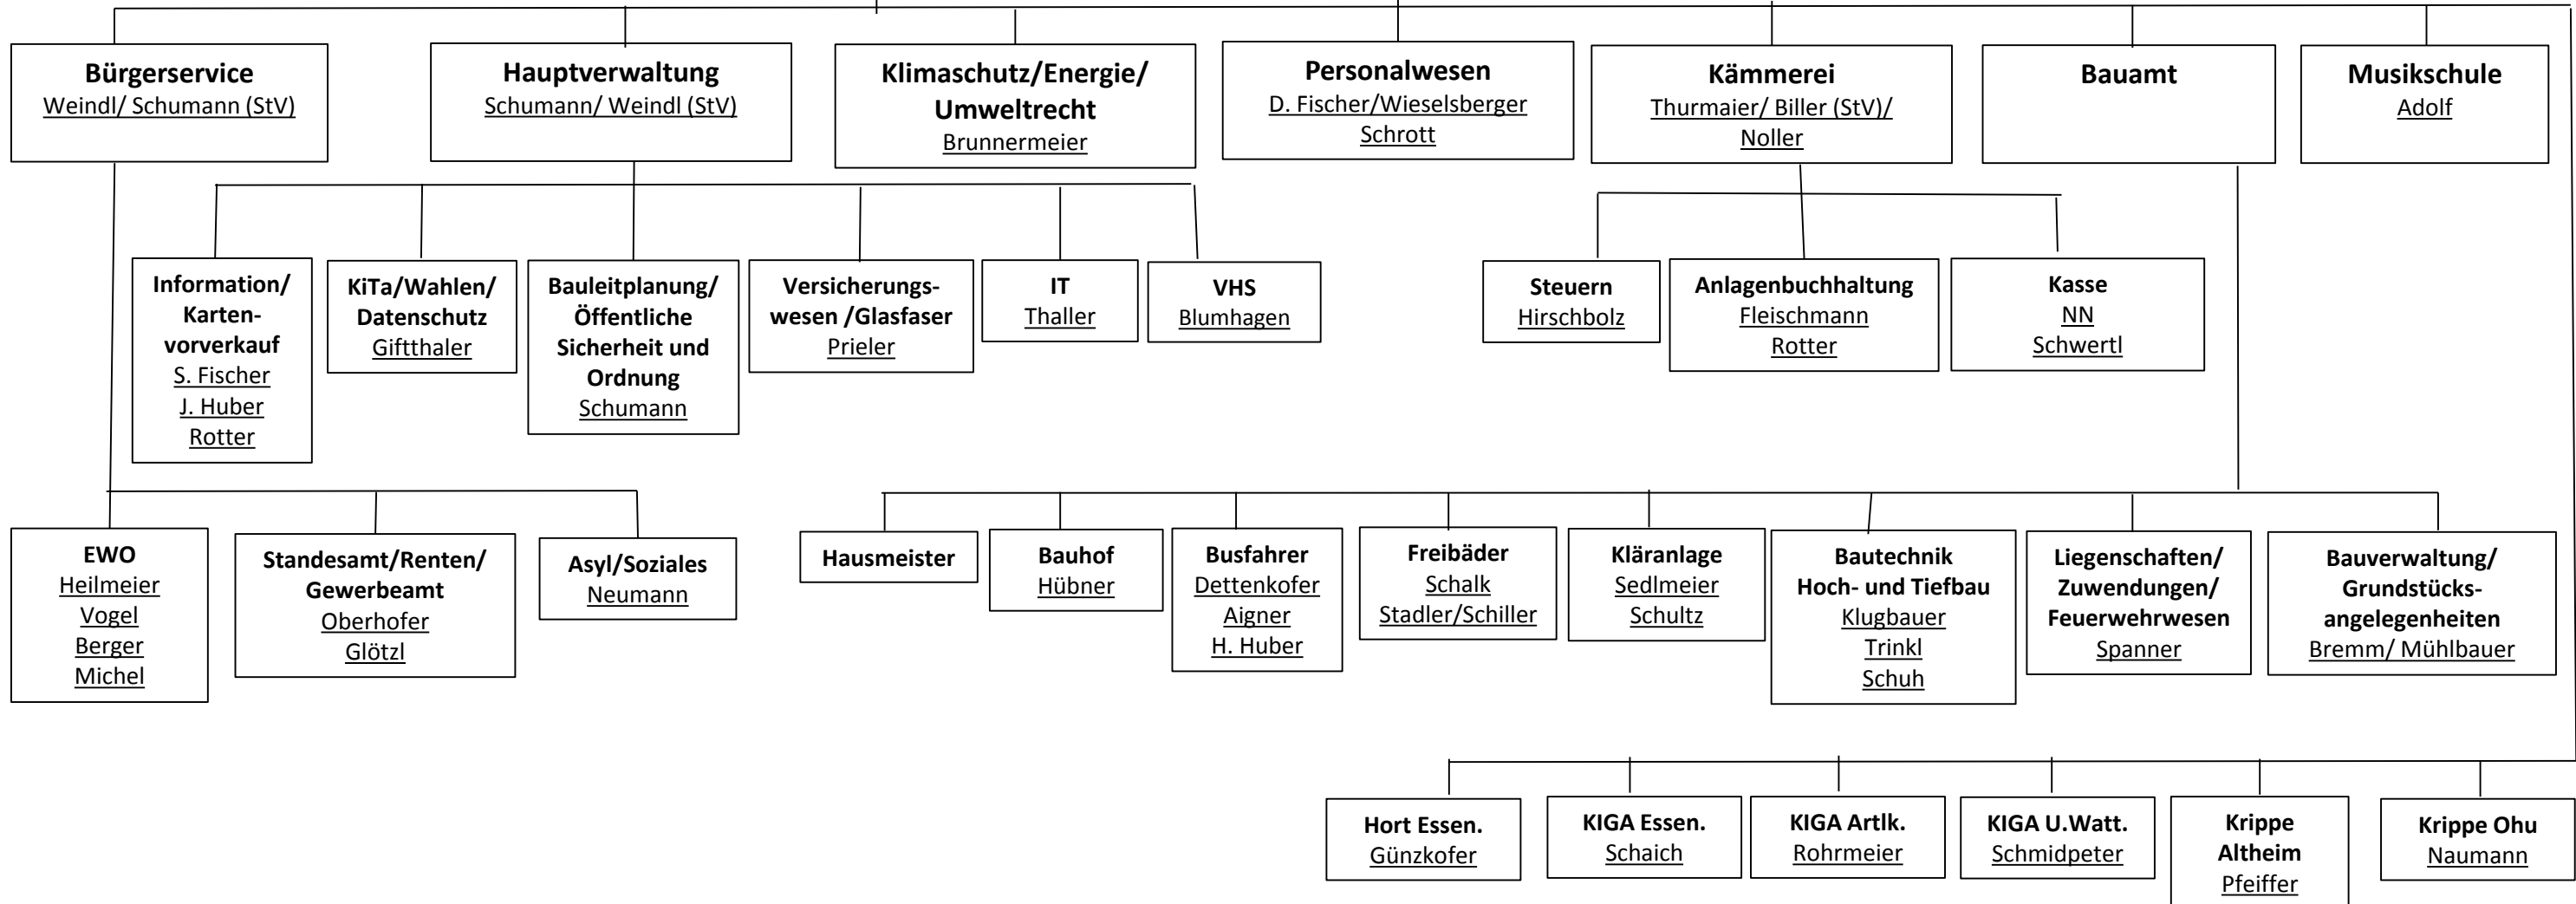 Bürgerservice
Weindl/ Schumann (StV)
Hauptverwaltung
Schumann/ Weindl (StV)
Klimaschutz/Energie/
Umweltrecht
Brunnermeier
Personalwesen
D. Fischer/Wieselsberger
Schrott
Kämmerei
Thurmaier/ Biller (StV)/
Noller
Bauamt
Musikschule
Adolf
Information/
Karten-
vorverkauf
S. Fischer
J. Huber
Rotter
KiTa/Wahlen/
Datenschutz
Giftthaler
Bauleitplanung/
Öffentliche
Sicherheit und
Ordnung
Schumann
Versicherungs-
wesen /Glasfaser
Prieler
IT
Thaller
VHS
Blumhagen
Steuern
Hirschbolz
Anlagenbuchhaltung
Fleischmann
Rotter
Kasse
NN
Schwertl
EWO
Heilmeier
Vogel
Berger
Michel
Standesamt/Renten/
Gewerbeamt
Oberhofer
Glötzl
Asyl/Soziales
Neumann
Hausmeister
Bauhof
Hübner
Busfahrer
Dettenkofer
Aigner
H. Huber
Freibäder
Schalk
Stadler/Schiller
Kläranlage
Sedlmeier
Schultz
Bautechnik
Hoch- und Tiefbau
Klugbauer
Trinkl
Schuh
Liegenschaften/
Zuwendungen/
Feuerwehrwesen
Spanner
Bauverwaltung/
Grundstücks-
angelegenheiten
Bremm/ Mühlbauer
Hort Essen.
Günzkofer
KIGA Essen.
Schaich
KIGA Artlk.
Rohrmeier
KIGA U.Watt.
Schmidpeter
Krippe
Altheim
Pfeiffer
Krippe Ohu
Naumann